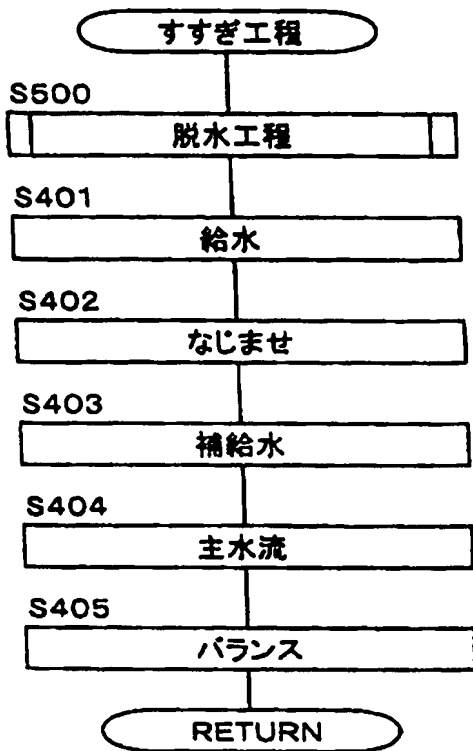 すすぎ工程
S500
脱水工程
S401
給水
S402
なじませ
S403
補給水
S404
主水流
S405
バランス
RETURN